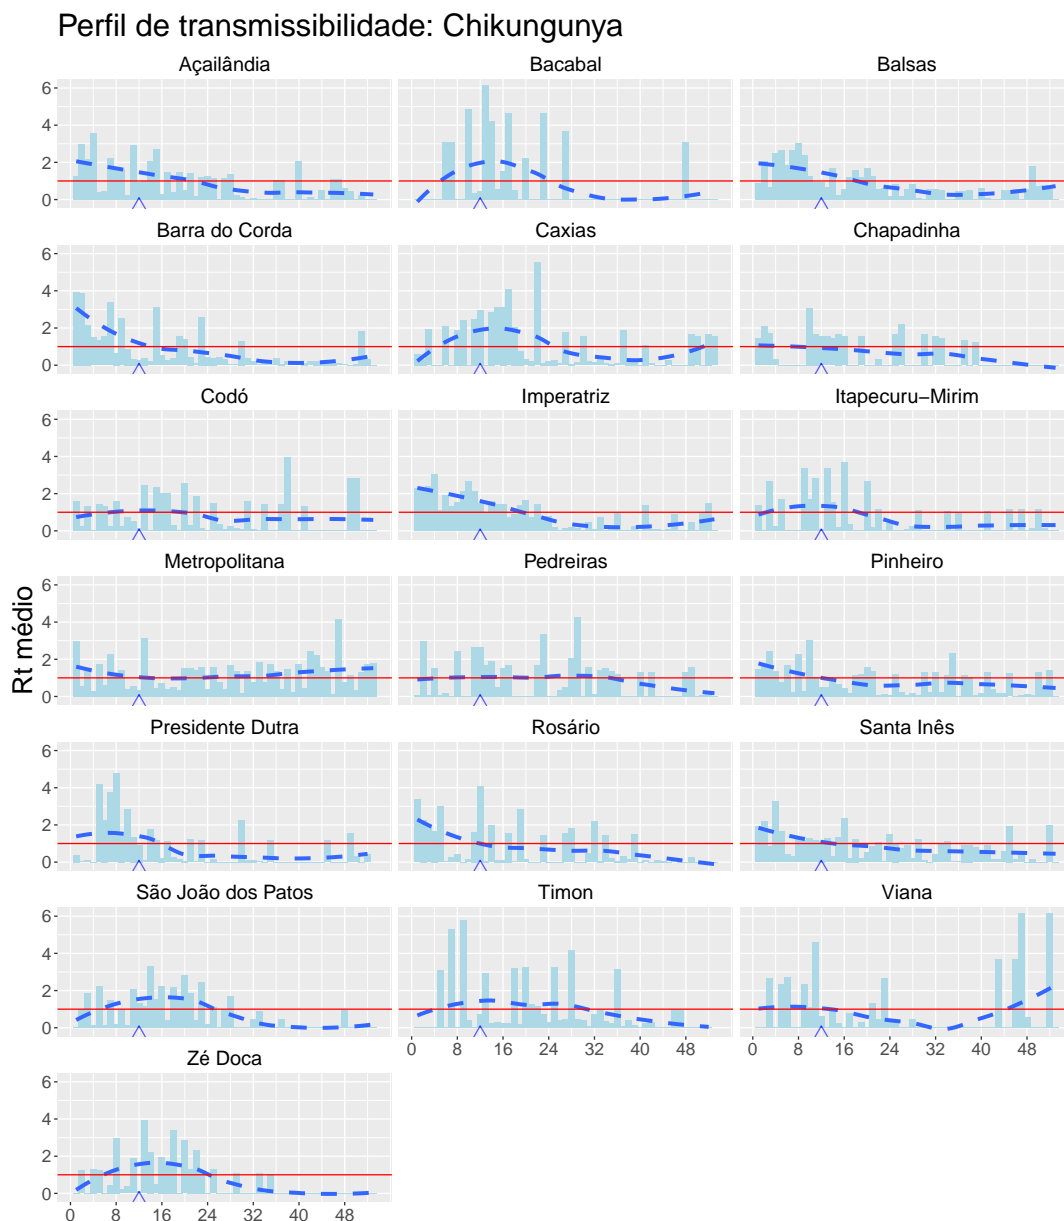 Perfil de transmissibilidade: Chikungunya
Açailândia Bacabal Balsas
6
4
2
0
Barra do Corda Caxias Chapadinha
6
4
2
0
Codó Imperatriz Itapecuru−Mirim
6
4
2
0
Metropolitana Pedreiras Pinheiro
6
4
2
0
Rt médio
Presidente Dutra Rosário Santa Inês
6
4
2
0
São João dos Patos Timon Viana
6
4
2
0
0 8 16 24 32 40 48 0 8 16 24 32 40 48
Zé Doca
6
4
2
0
0 8 16 24 32 40 48